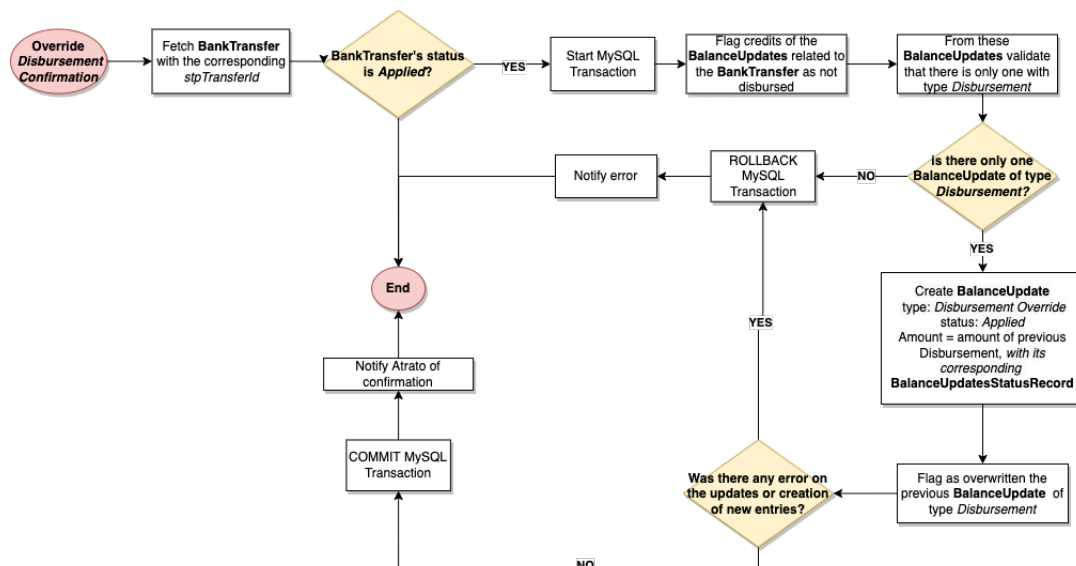 Override
Disbursement
Confirmation
Fetch BankTransfer
with the corresponding
stpTransferId
BankTransfer's status
is Applied?
YES
Start MySQL
Transaction
Flag credits of the
BalanceUpdates related
to the BankTransfer as not
disbursed
From these
BalanceUpdates validate
that there is only one with
type Disbursement
Is there only one
BalanceUpdate of type
Disbursement?
NO
ROLLBACK
MySQL
Transaction
Notify error
YES
Create BalanceUpdate
type: Disbursement Override
status: Applied
Amount = amount of previous
Disbursement, with its
corresponding
BalanceUpdatesStatusRecord
End
YES
Notify Atrato of
confirmation
COMMIT MySQL
Transaction
Was there any error on
the updates or creation
of new entries?
Flag as overwritten the
previous BalanceUpdate of
type Disbursement
NO